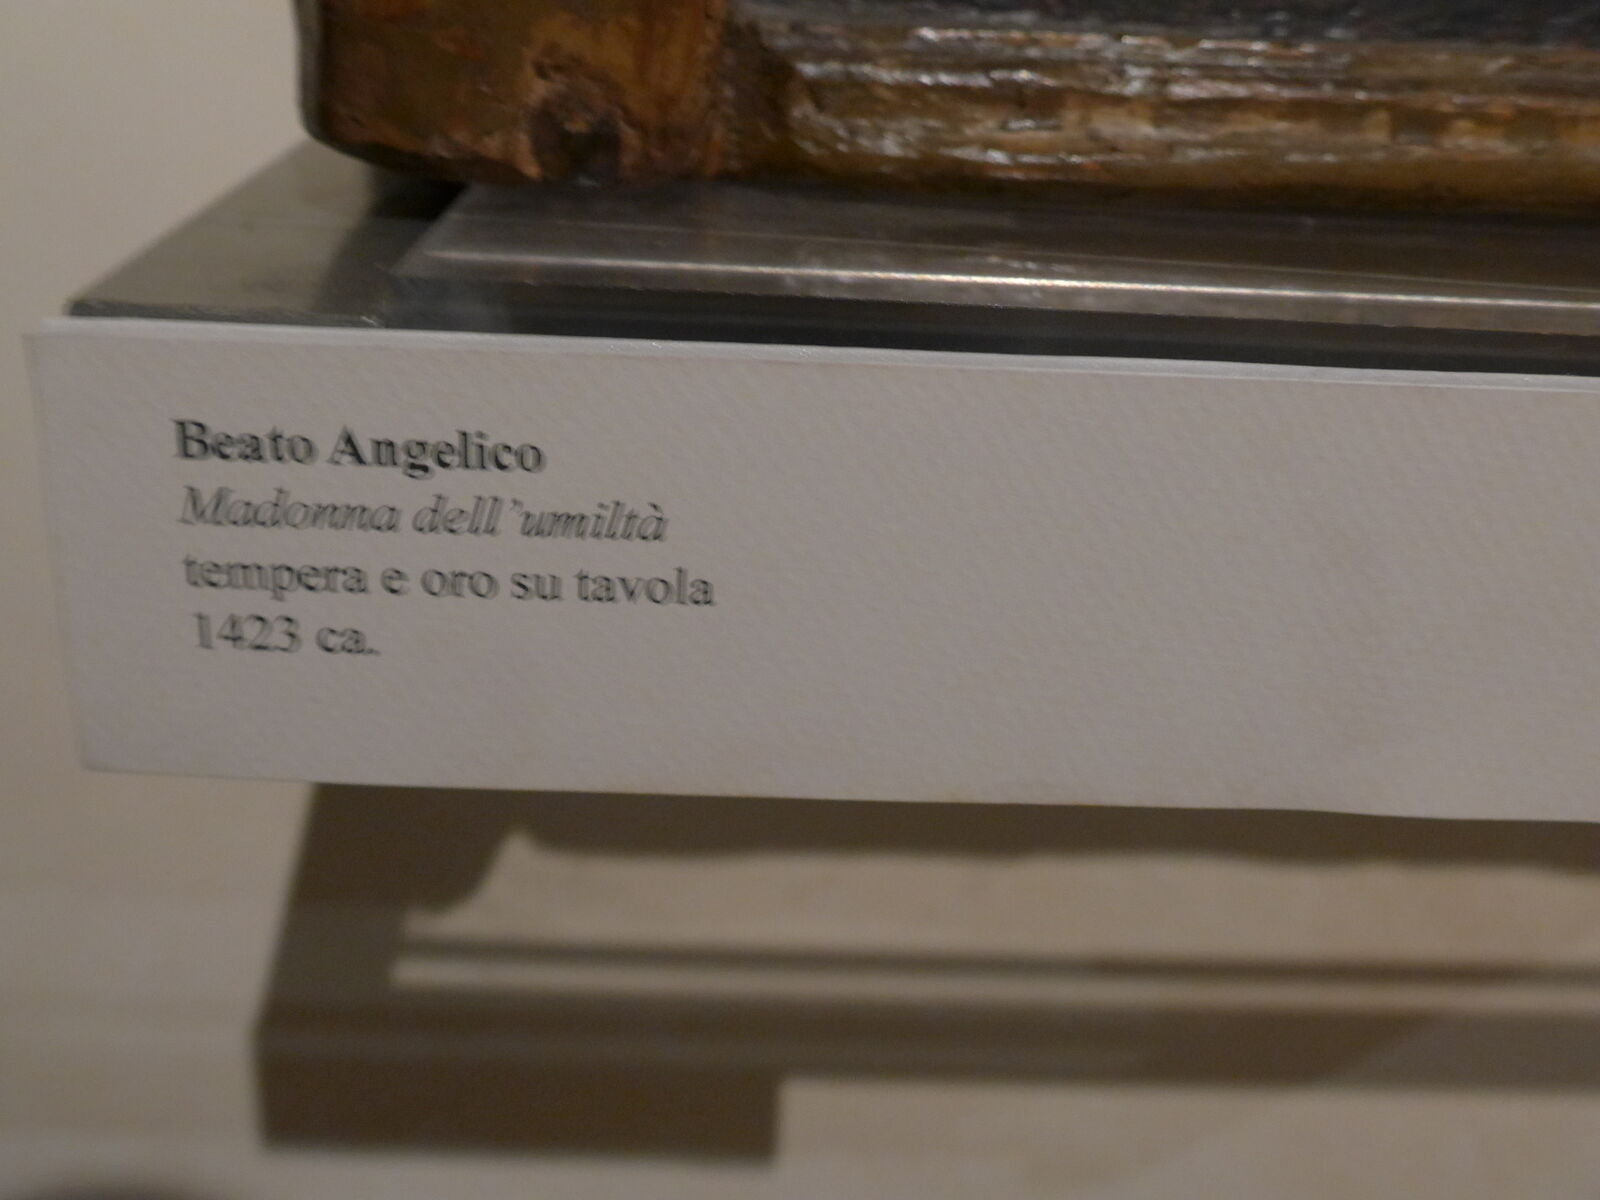 Beato Angelico
Madonna dell'umiltà
tempera e oro su tavola
1423 ca.